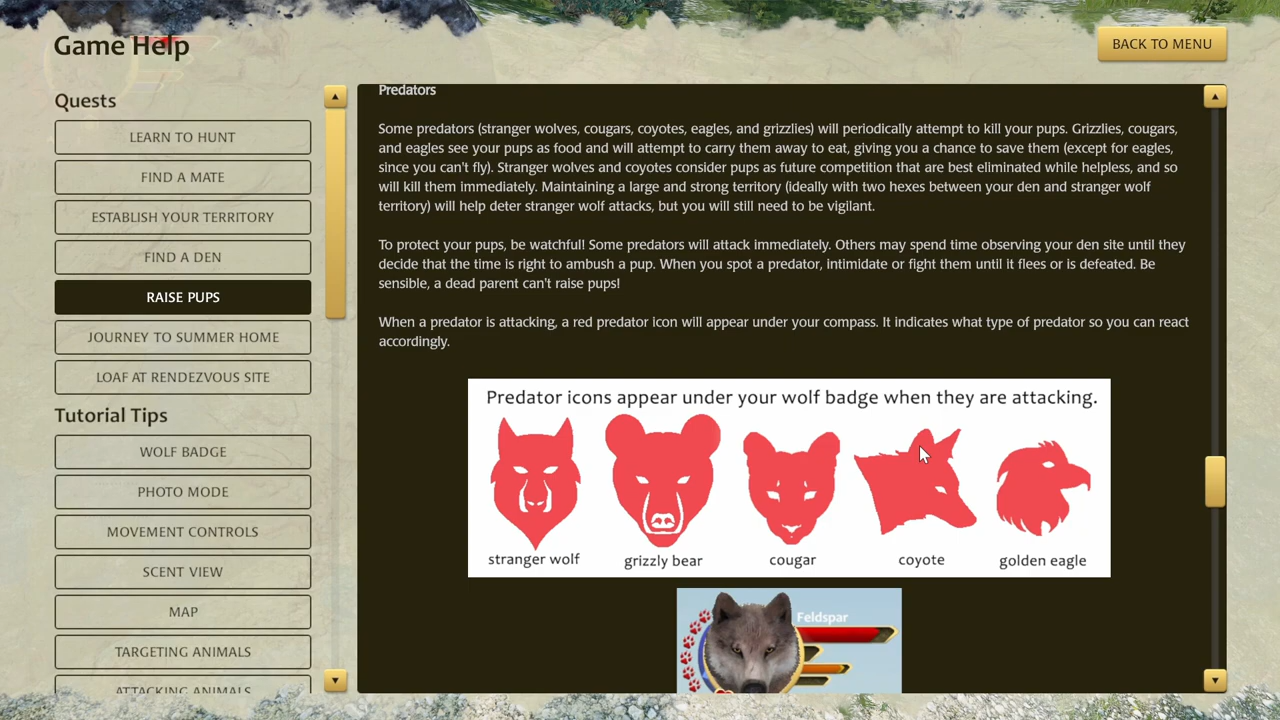 Game Help
BACK TO MENU
Quests
LEARN TO HUNT
FIND A MATE
ESTABLISH YOUR TERRITORY
FIND A DEN
RAISE PUPS
JOURNEY TO SUMMER HOME
LOAF AT RENDEZVOUS SITE
Tutorial Tips
WOLF BADGE
PHOTO MODE
MOVEMENT CONTROLS
SCENT VIEW
MAP
TARGETING ANIMALS
ATTACKING ANIMALS
Predators
Some predators (stranger wolves, cougars, coyotes, eagles, and grizzlies) will periodically attempt to kill your pups. Grizzlies, cougars,
and eagles see your pups as food and will attempt to carry them away to eat, giving you a chance to save them (except for eagles,
since you can't fly). Stranger wolves and coyotes consider pups as future competition that are best eliminated while helpless, and so
will kill them immediately. Maintaining a large and strong territory (ideally with two hexes between your den and stranger wolf
territory) will help deter stranger wolf attacks, but you will still need to be vigilant.
To protect your pups, be watchful! Some predators will attack immediately. Others may spend time observing your den site until they
decide that the time is right to ambush a pup. When you spot a predator, intimidate or fight them until it flees or is defeated. Be
sensible, a dead parent can't raise pups!
When a predator is attacking, a red predator icon will appear under your compass. It indicates what type of predator so you can react
accordingly.
Predator icons appear under your wolf badge when they are attacking.
stranger wolf
grizzly bear
cougar
coyote
golden eagle
Feldspar